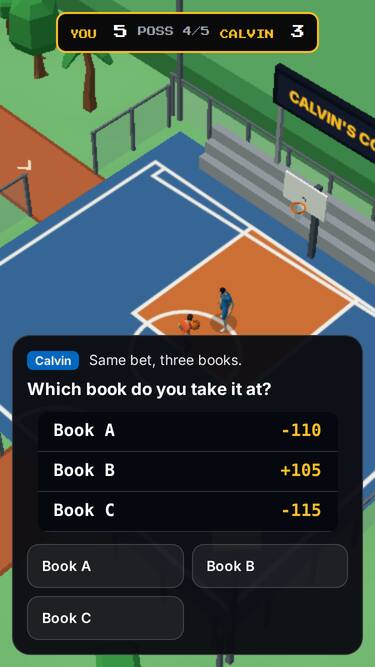 YOU 5 POSS 4/5 CALVIN 3
CALVIN'S CO
Calvin Same bet, three books.
Which book do you take it at?
Book A -110
Book B +105
Book C -115
Book A Book B
Book C